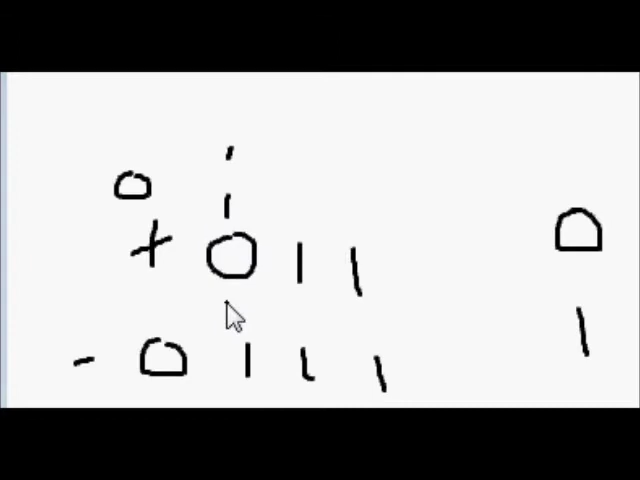 1
0 1
+ 0 1 1 0
- 0 1 1 1 1